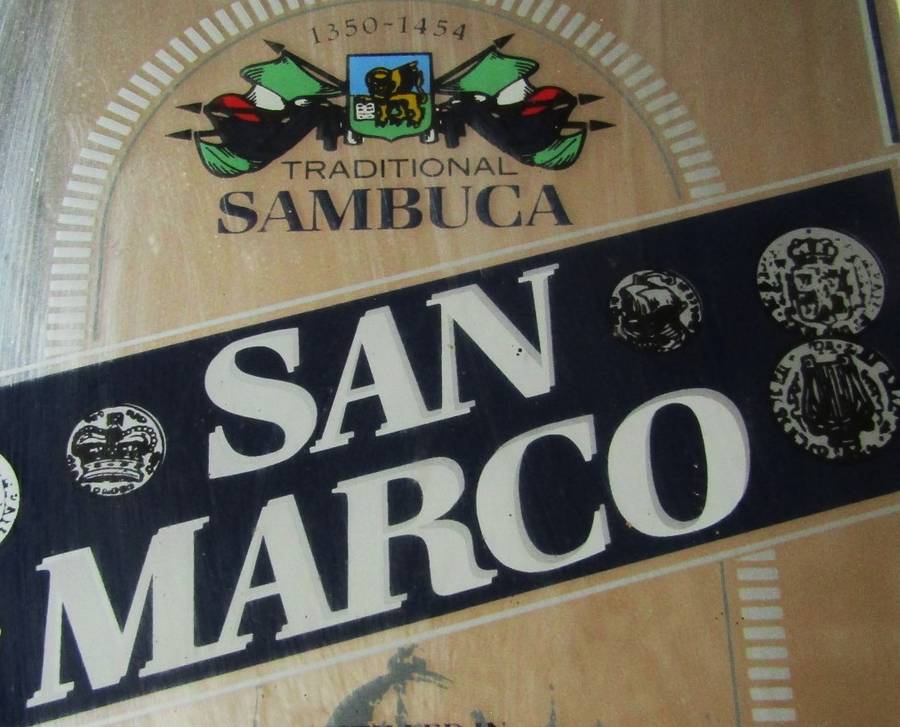 1350-1454
TRADITIONAL
SAMBUCA
SAN
MARCO